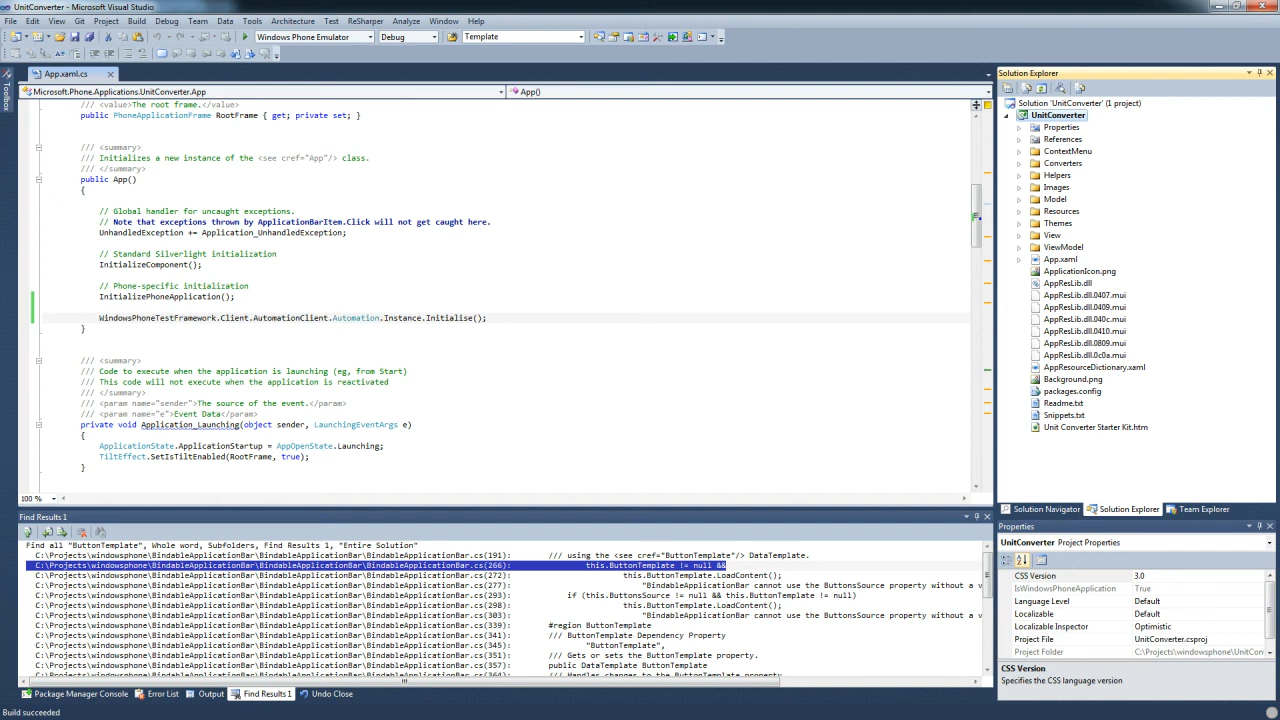 UnitConverter - Microsoft Visual Studio
File Edit View Git Project Build Debug Team Data Tools Architecture Test ReSharper Analyze Window Help
Windows Phone Emulator Debug Template
Toolbox
App.xaml.cs
Microsoft.Phone.Applications.UnitConverter.App App()
/// <value>The root frame.</value>
public PhoneApplicationFrame RootFrame { get; private set; }
/// <summary>
/// Initializes a new instance of the <see cref="App"/> class.
/// </summary>
public App()
{
// Global handler for uncaught exceptions.
// Note that exceptions thrown by ApplicationBarItem.Click will not get caught here.
UnhandledException += Application_UnhandledException;
// Standard Silverlight initialization
InitializeComponent();
// Phone-specific initialization
InitializePhoneApplication();
WindowsPhoneTestFramework.Client.AutomationClient.Automation.Instance.Initialise();
}
/// <summary>
/// Code to execute when the application is launching (eg, from Start)
/// This code will not execute when the application is reactivated
/// </summary>
/// <param name="sender">The source of the event.</param>
/// <param name="e">Event Data</param>
private void Application_Launching(object sender, LaunchingEventArgs e)
{
ApplicationState.ApplicationStartup = AppOpenState.Launching;
TiltEffect.SetIsTiltEnabled(RootFrame, true);
}
100 %
Find Results 1
Find all "ButtonTemplate", Whole word, Subfolders, Find Results 1, "Entire Solution"
C:\Projects\windowsphone\BindableApplicationBar\BindableApplicationBar\BindableApplicationBar.cs(191): /// using the <see cref="ButtonTemplate"/> DataTemplate.
C:\Projects\windowsphone\BindableApplicationBar\BindableApplicationBar\BindableApplicationBar.cs(266): this.ButtonTemplate != null &&
C:\Projects\windowsphone\BindableApplicationBar\BindableApplicationBar\BindableApplicationBar.cs(272): this.ButtonTemplate.LoadContent();
C:\Projects\windowsphone\BindableApplicationBar\BindableApplicationBar\BindableApplicationBar.cs(277): "BindableApplicationBar cannot use the ButtonsSource property without a v
C:\Projects\windowsphone\BindableApplicationBar\BindableApplicationBar\BindableApplicationBar.cs(295): if (this.ButtonsSource != null && this.ButtonTemplate != null)
C:\Projects\windowsphone\BindableApplicationBar\BindableApplicationBar\BindableApplicationBar.cs(298): this.ButtonTemplate.LoadContent();
C:\Projects\windowsphone\BindableApplicationBar\BindableApplicationBar\BindableApplicationBar.cs(303): "BindableApplicationBar cannot use the ButtonsSource property without a v
C:\Projects\windowsphone\BindableApplicationBar\BindableApplicationBar\BindableApplicationBar.cs(339): #region ButtonTemplate
C:\Projects\windowsphone\BindableApplicationBar\BindableApplicationBar\BindableApplicationBar.cs(341): /// ButtonTemplate Dependency Property
C:\Projects\windowsphone\BindableApplicationBar\BindableApplicationBar\BindableApplicationBar.cs(345): "ButtonTemplate",
C:\Projects\windowsphone\BindableApplicationBar\BindableApplicationBar\BindableApplicationBar.cs(351): /// Gets or sets the ButtonTemplate property.
C:\Projects\windowsphone\BindableApplicationBar\BindableApplicationBar\BindableApplicationBar.cs(357): public DataTemplate ButtonTemplate
C:\Projects\windowsphone\BindableApplicationBar\BindableApplicationBar\BindableApplicationBar.cs(364): /// Handles changes to the ButtonTemplate property
Package Manager Console Error List Output Find Results 1 Undo Close
Build succeeded
Solution Explorer
Solution 'UnitConverter' (1 project)
UnitConverter
Properties
References
ContextMenu
Converters
Helpers
Images
Model
Resources
Themes
View
ViewModel
App.xaml
ApplicationIcon.png
AppResLib.dll
AppResLib.dll.0407.mui
AppResLib.dll.0409.mui
AppResLib.dll.040c.mui
AppResLib.dll.0410.mui
AppResLib.dll.0809.mui
AppResLib.dll.0c0a.mui
AppResourceDictionary.xaml
Background.png
packages.config
Readme.txt
Snippets.txt
Unit Converter Starter Kit.htm
Solution Navigator Solution Explorer Team Explorer
Properties
UnitConverter Project Properties
CSS Version 3.0
IsWindowsPhoneApplication True
Language Level Default
Localizable Default
Localizable Inspector Optimistic
Project File UnitConverter.csproj
Project Folder C:\Projects\windowsphone\UnitCon
CSS Version
Specifies the CSS language version